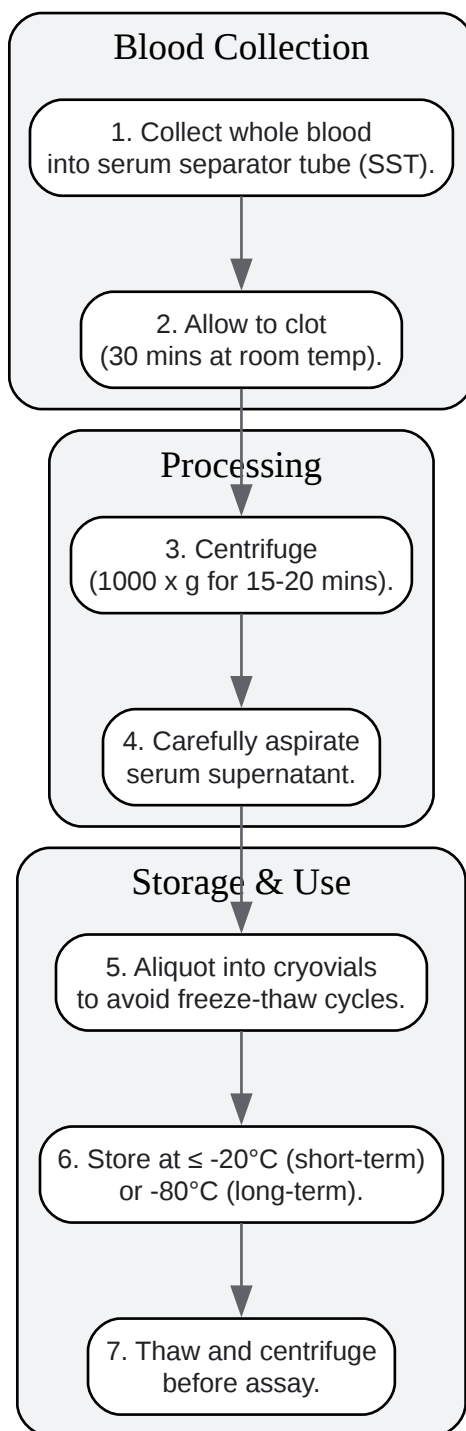 Blood Collection
1. Collect whole blood
into serum separator tube (SST).
2. Allow to clot
(30 mins at room temp).
Processing
3. Centrifuge
(1000 x g for 15-20 mins).
4. Carefully aspirate
serum supernatant.
Storage & Use
5. Aliquot into cryovials
to avoid freeze-thaw cycles.
6. Store at ≤ -20°C (short-term)
or -80°C (long-term).
7. Thaw and centrifuge
before assay.